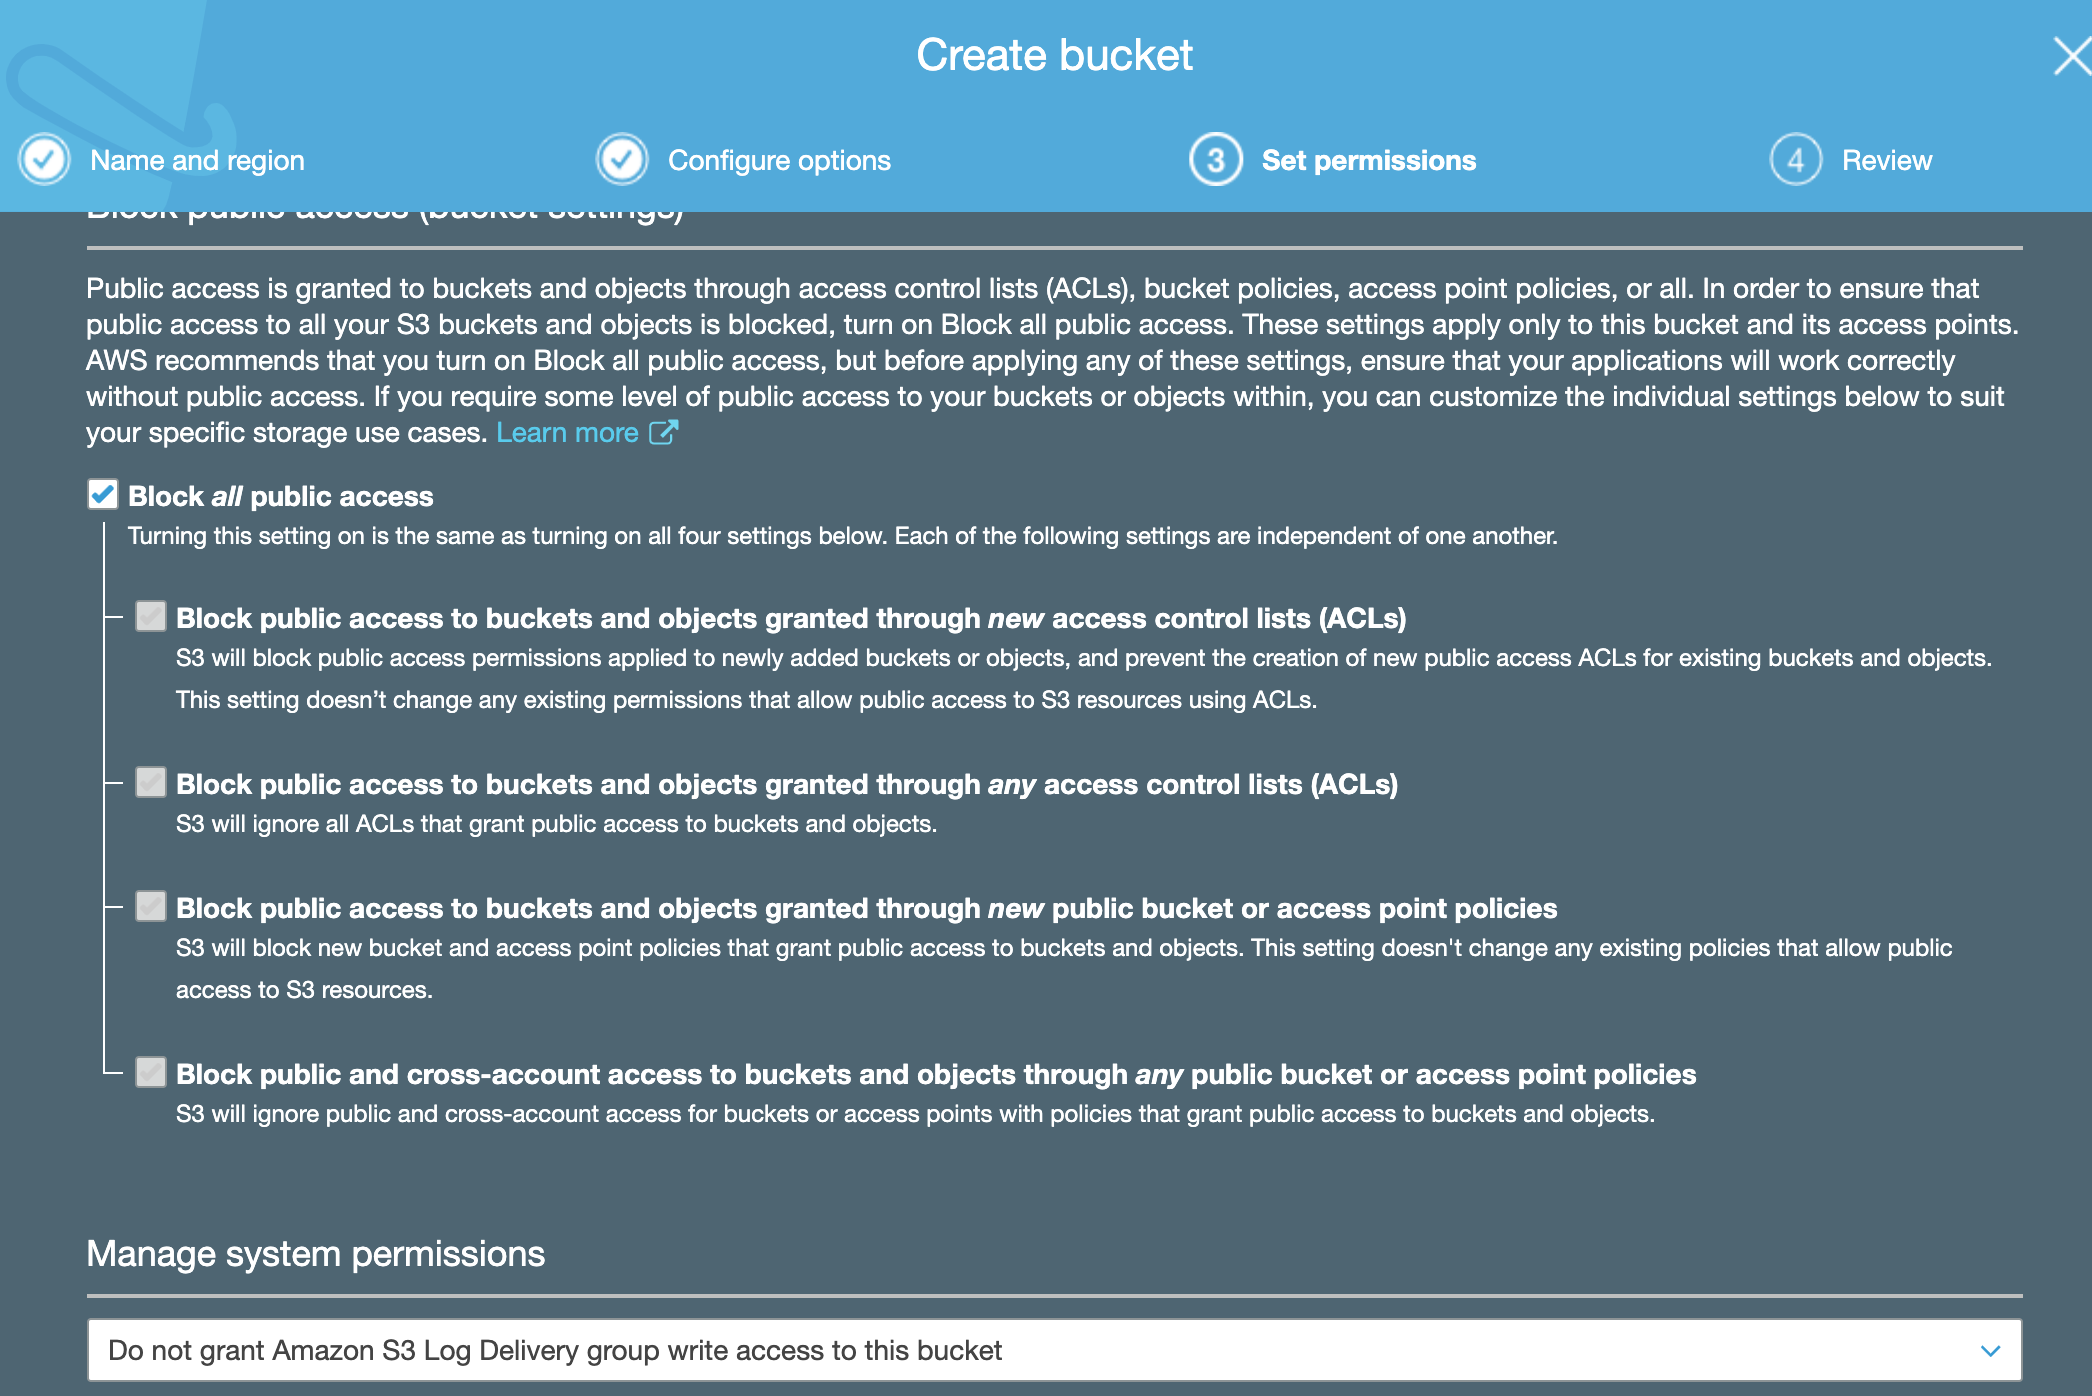 Create bucket
Name and region
Configure options
3 Set permissions
4 Review
Block public access (bucket settings)
Public access is granted to buckets and objects through access control lists (ACLs), bucket policies, access point policies, or all. In order to ensure that
public access to all your S3 buckets and objects is blocked, turn on Block all public access. These settings apply only to this bucket and its access points.
AWS recommends that you turn on Block all public access, but before applying any of these settings, ensure that your applications will work correctly
without public access. If you require some level of public access to your buckets or objects within, you can customize the individual settings below to suit
your specific storage use cases. Learn more
Block all public access
Turning this setting on is the same as turning on all four settings below. Each of the following settings are independent of one another.
Block public access to buckets and objects granted through new access control lists (ACLs)
S3 will block public access permissions applied to newly added buckets or objects, and prevent the creation of new public access ACLs for existing buckets and objects.
This setting doesn’t change any existing permissions that allow public access to S3 resources using ACLs.
Block public access to buckets and objects granted through any access control lists (ACLs)
S3 will ignore all ACLs that grant public access to buckets and objects.
Block public access to buckets and objects granted through new public bucket or access point policies
S3 will block new bucket and access point policies that grant public access to buckets and objects. This setting doesn't change any existing policies that allow public
access to S3 resources.
Block public and cross-account access to buckets and objects through any public bucket or access point policies
S3 will ignore public and cross-account access for buckets or access points with policies that grant public access to buckets and objects.
Manage system permissions
Do not grant Amazon S3 Log Delivery group write access to this bucket